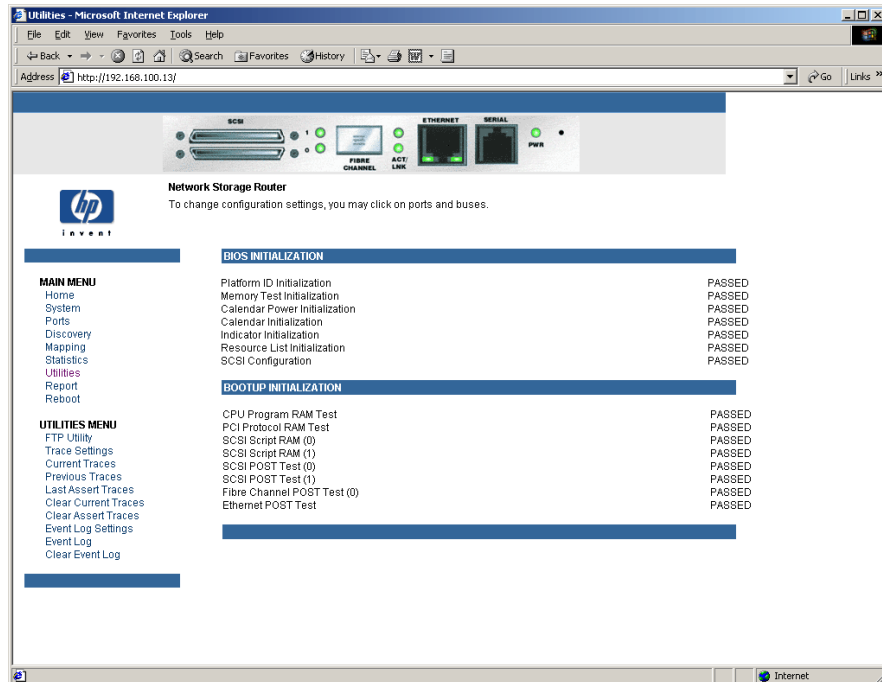 Utilities - Microsoft Internet Explorer
File Edit View Favorites Tools Help
Back Search Favorites History
Address http://192.168.100.13/ Go Links »
SCSI ETHERNET SERIAL
1
0
FIBRE CHANNEL
ACT/ LNK
PWR
hp
invent
Network Storage Router
To change configuration settings, you may click on ports and buses.
MAIN MENU
Home
System
Ports
Discovery
Mapping
Statistics
Utilities
Report
Reboot
UTILITIES MENU
FTP Utility
Trace Settings
Current Traces
Previous Traces
Last Assert Traces
Clear Current Traces
Clear Assert Traces
Event Log Settings
Event Log
Clear Event Log
BIOS INITIALIZATION
Platform ID Initialization PASSED
Memory Test Initialization PASSED
Calendar Power Initialization PASSED
Calendar Initialization PASSED
Indicator Initialization PASSED
Resource List Initialization PASSED
SCSI Configuration PASSED
BOOTUP INITIALIZATION
CPU Program RAM Test PASSED
PCI Protocol RAM Test PASSED
SCSI Script RAM (0) PASSED
SCSI Script RAM (1) PASSED
SCSI POST Test (0) PASSED
SCSI POST Test (1) PASSED
Fibre Channel POST Test (0) PASSED
Ethernet POST Test PASSED
Internet